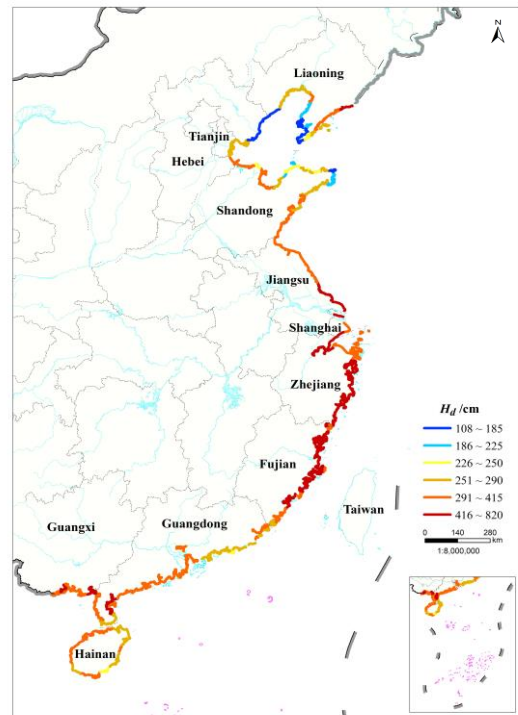 N
Liaoning
Tianjin
Hebei
Shandong
Jiangsu
Shanghai
Zhejiang
Fujian
Guangxi
Guangdong
Taiwan
Hainan
H_d /cm
108 ~ 185
186 ~ 225
226 ~ 250
251 ~ 290
291 ~ 415
416 ~ 820
0 140 280
km
1:8,000,000